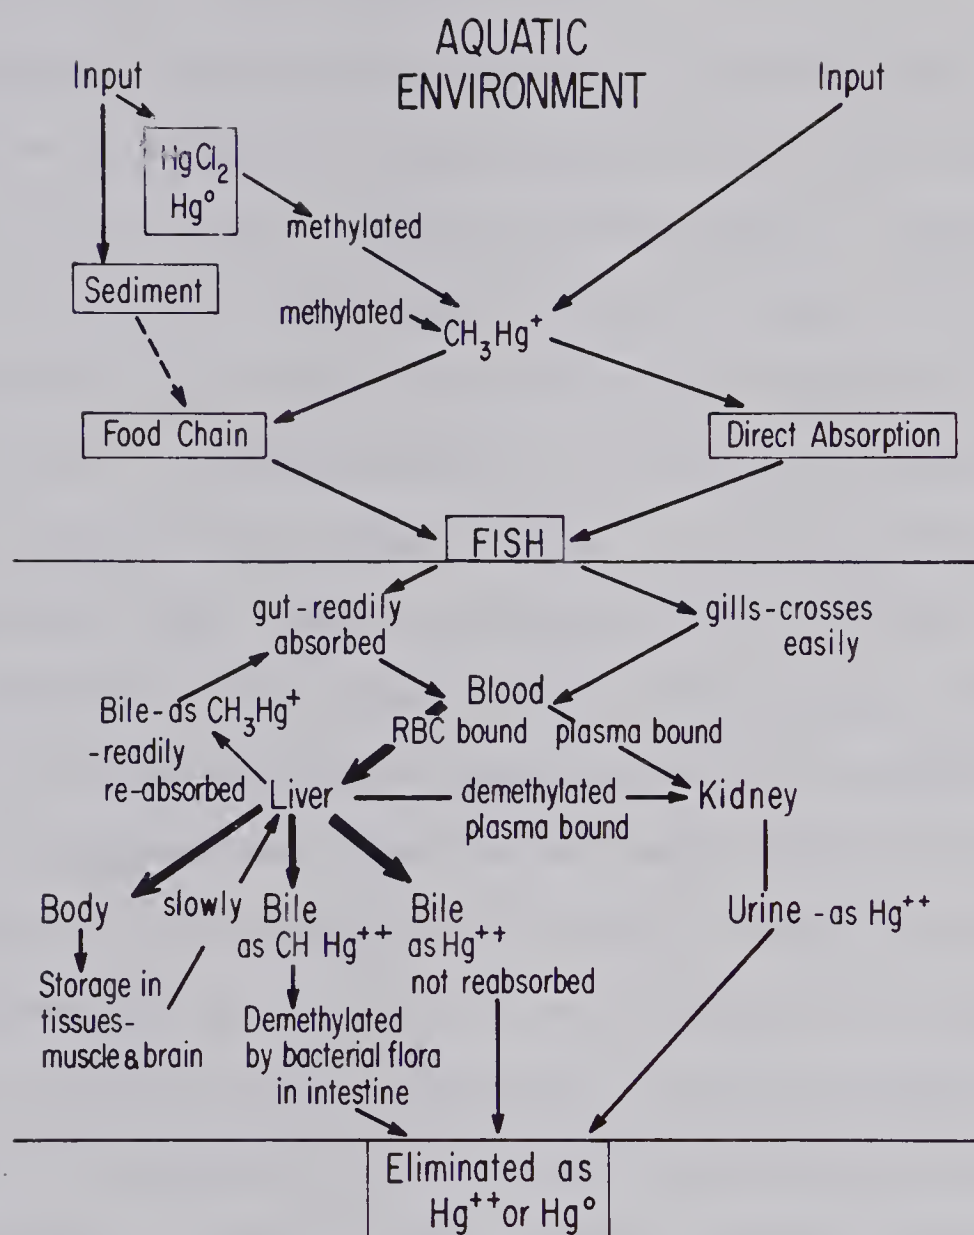 AQUATIC
ENVIRONMENT
Input
Input
HgCl₂
Hg°
methylated
Sediment
methylated
CH₃Hg⁺
Food Chain
Direct Absorption
FISH
gut-readily
absorbed
gills-crosses
easily
Blood
RBC bound
plasma bound
Bile-as CH₃Hg⁺
-readily
re-absorbed
Liver
demethylated
plasma bound
Kidney
Body
slowly
Bile
as CH Hg⁺⁺
Bile
as Hg⁺⁺
not reabsorbed
Urine -as Hg⁺⁺
Storage in
tissues-
muscle & brain
Demethylated
by bacterial flora
in intestine
Eliminated as
Hg⁺⁺ or Hg°